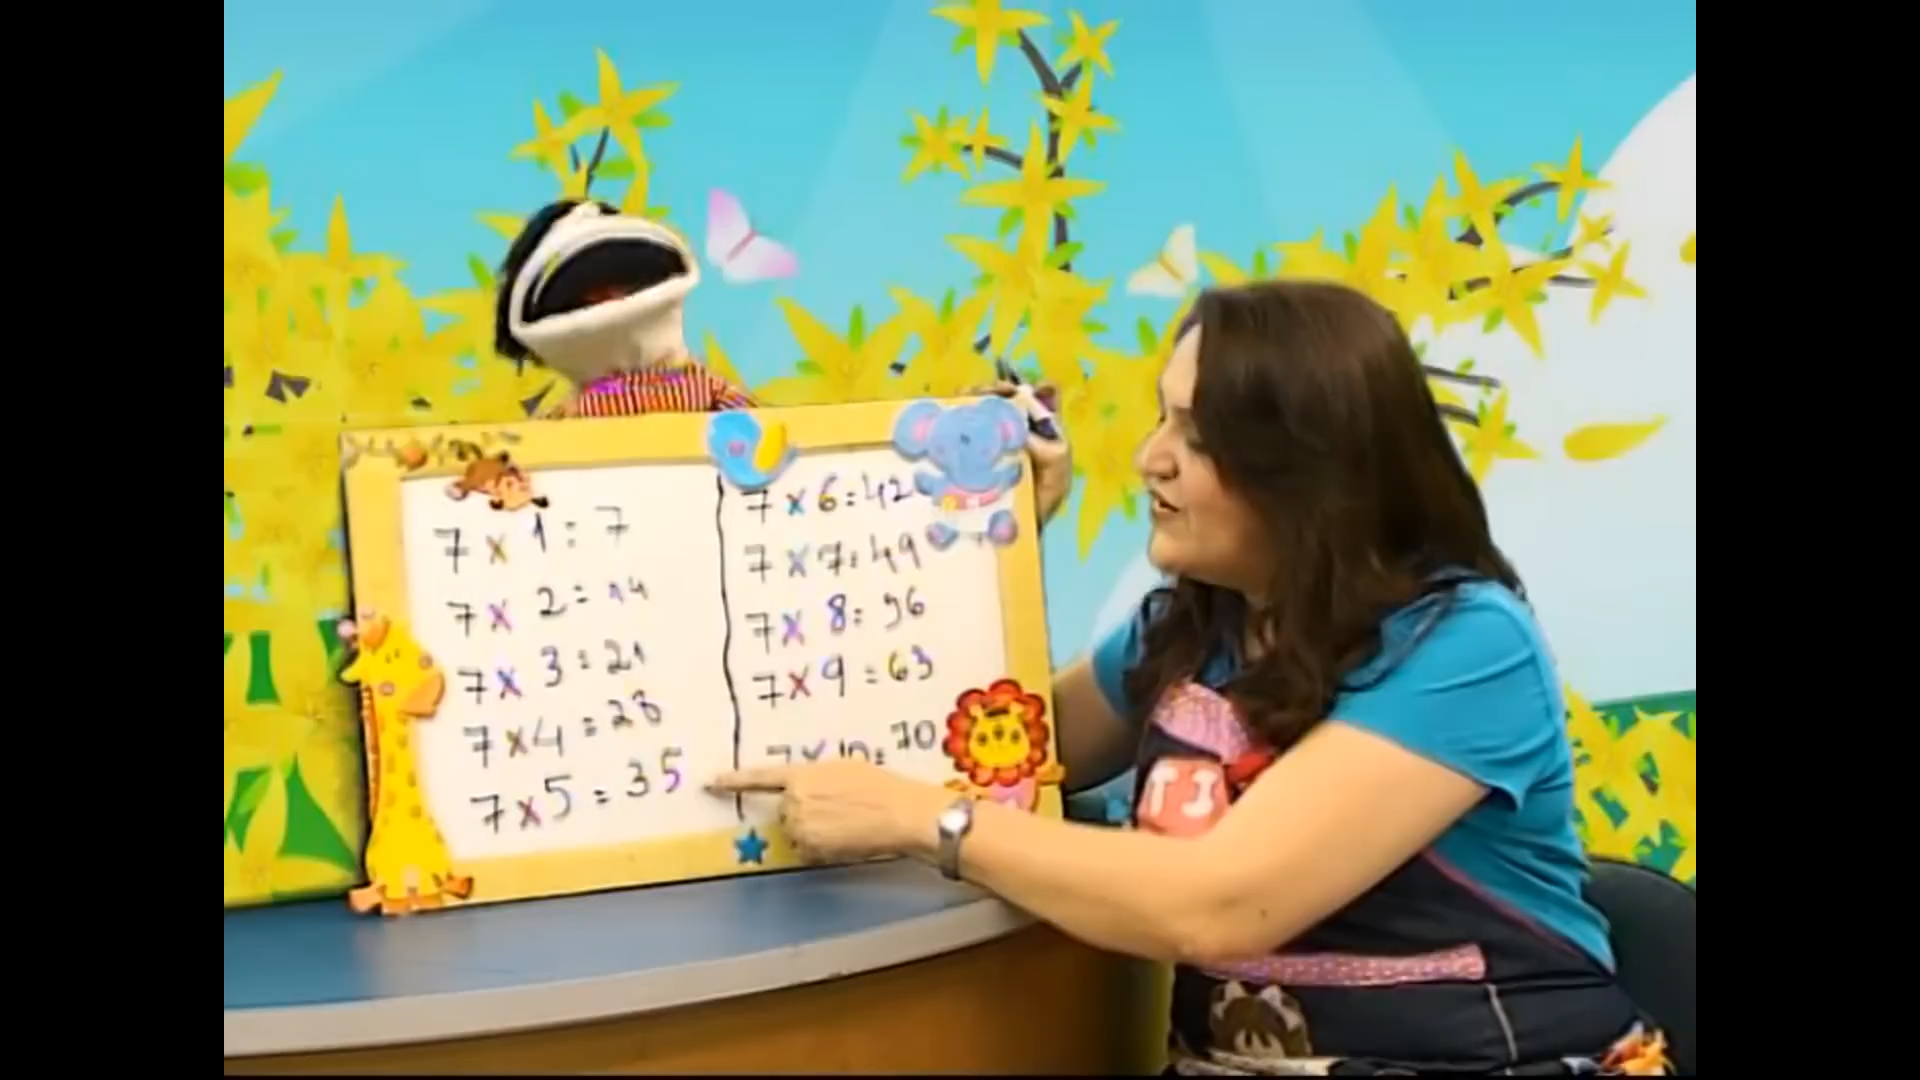 7 x 1 = 7
7 x 2 = 14
7 x 3 = 21
7 x 4 = 28
7 x 5 = 35
7 x 6 = 42
7 x 7 = 49
7 x 8 = 56
7 x 9 = 63
7 x 10 = 70
TI